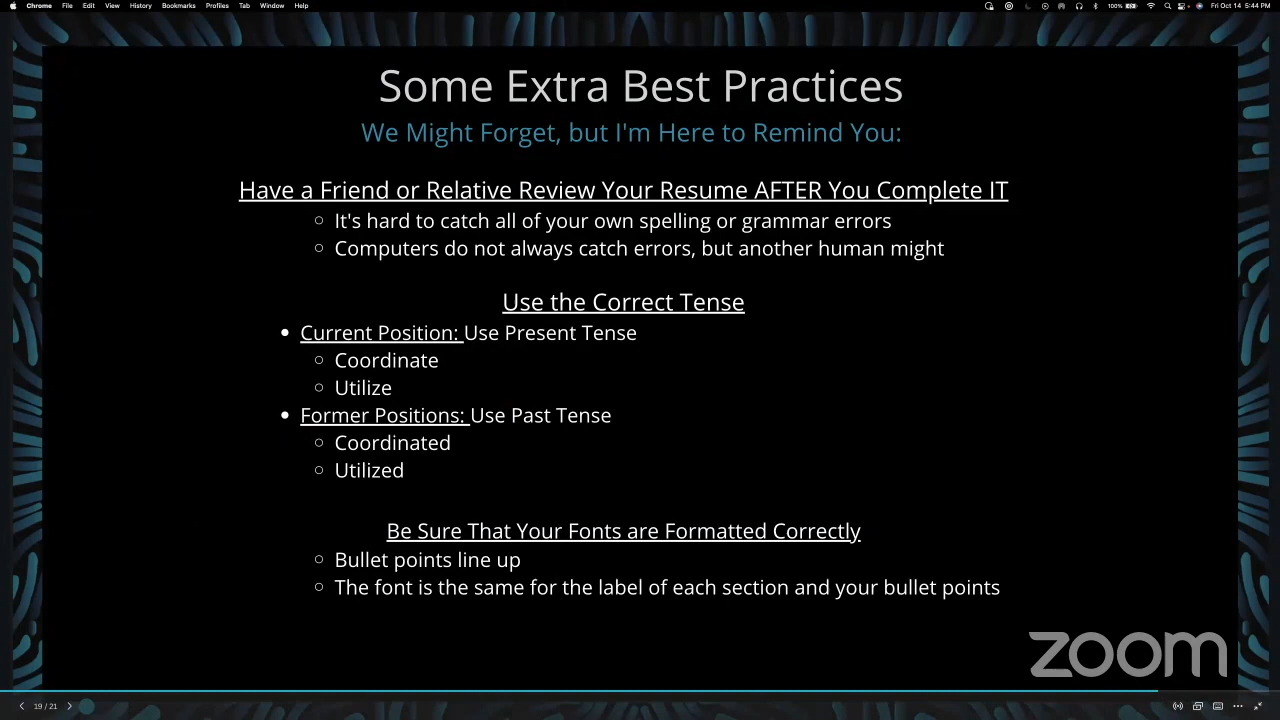 Chrome File Edit View History Bookmarks Profiles Tab Window Help 100% Fri Oct 14 5:44 PM
Some Extra Best Practices
We Might Forget, but I'm Here to Remind You:
Have a Friend or Relative Review Your Resume AFTER You Complete IT
It's hard to catch all of your own spelling or grammar errors
Computers do not always catch errors, but another human might
Use the Correct Tense
Current Position: Use Present Tense
Coordinate
Utilize
Former Positions: Use Past Tense
Coordinated
Utilized
Be Sure That Your Fonts are Formatted Correctly
Bullet points line up
The font is the same for the label of each section and your bullet points
zoom
19 / 21